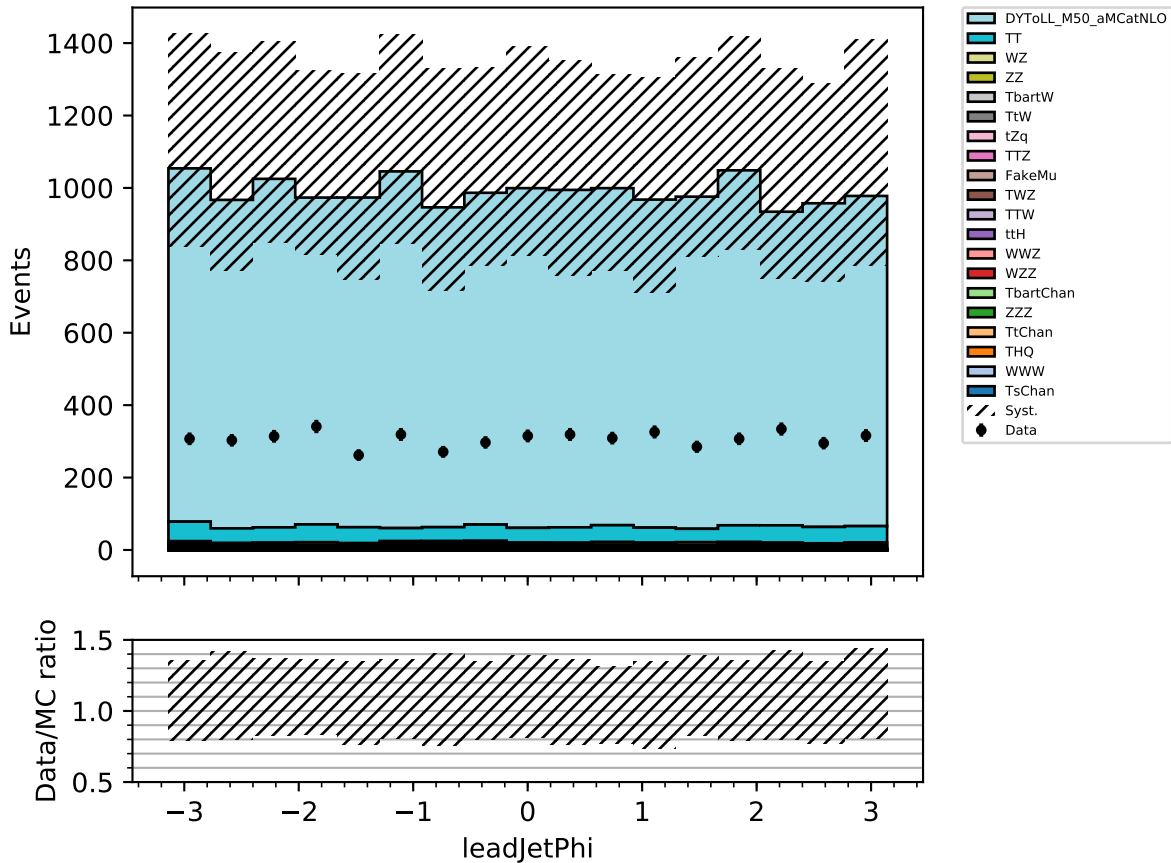 1400
1200
1000
800
600
400
200
0
Events
DYToLL_M50_aMCatNLO
TT
WZ
ZZ
TbartW
TtW
tZq
TTZ
FakeMu
TWZ
TTW
ttH
WWZ
WZZ
TbartChan
ZZZ
TtChan
THQ
WWW
TsChan
Syst.
Data
1.5
1.0
0.5
Data/MC ratio
−3 −2 −1 0 1 2 3
leadJetPhi